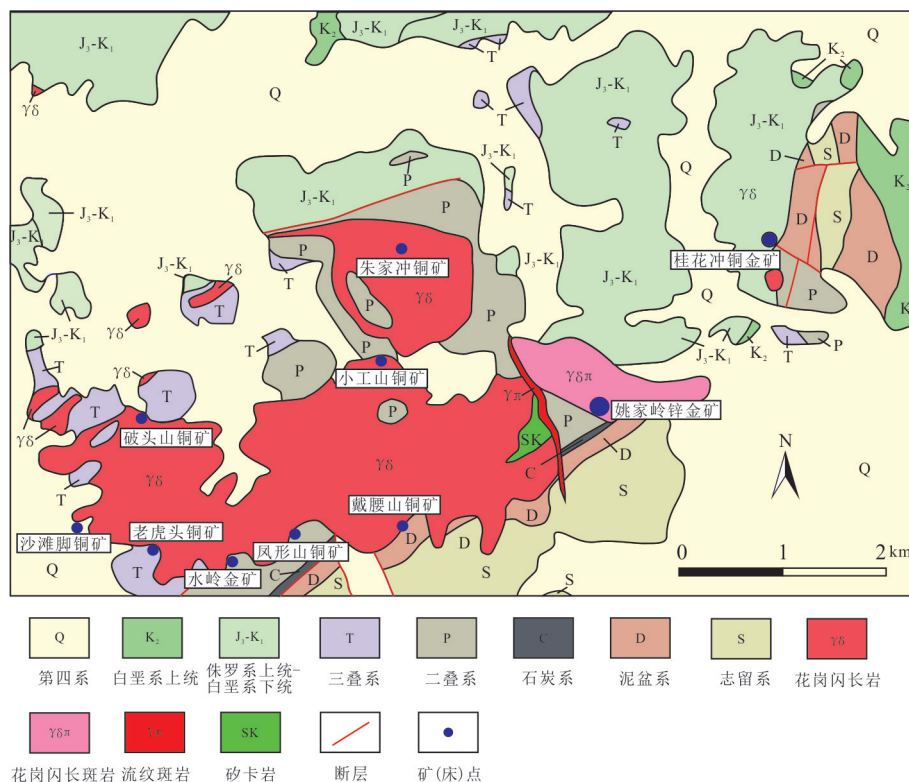 J₃-K₁
K₂
J₃-K₁
J₃-K₁
K₂
Q
T
γδ
Q
T
J₃-K₁
T
J₃-K₁
D
S
D
K₂
J₃-K₁
P
J₃-K₁
T
P
Q
γδ
D
S
D
J₃-K₁
J₃-K
P
T
朱家冲铜矿
γδ
P
P
J₃-K₁
J₃-K₁
桂花冲铜金矿
P
K
Q
J₃-K₁
γδ
T
γδ
J₃-K₁
J₃-K₁
T
T
P
J₃-K₁
K₂
T
P
γδ
T
小工山铜矿
γπ
γδπ
姚家岭锌金矿
P
γδ
T
破头山铜矿
P
SK
D
γδ
γδ
C
T
戴腰山铜矿
S
N
Q
沙滩脚铜矿
老虎头铜矿
凤形山铜矿
D
D
D
0 1 2 km
Q
T
水岭金矿
C
D
S
S
S
Q
K₂
J₃-K₁
T
P
C
D
S
γδ
第四系
白垩系上统
侏罗系上统-
白垩系下统
三叠系
二叠系
石炭系
泥盆系
志留系
花岗闪长岩
γδπ
γπ
SK
花岗闪长斑岩
流纹斑岩
矽卡岩
断层
矿(床)点